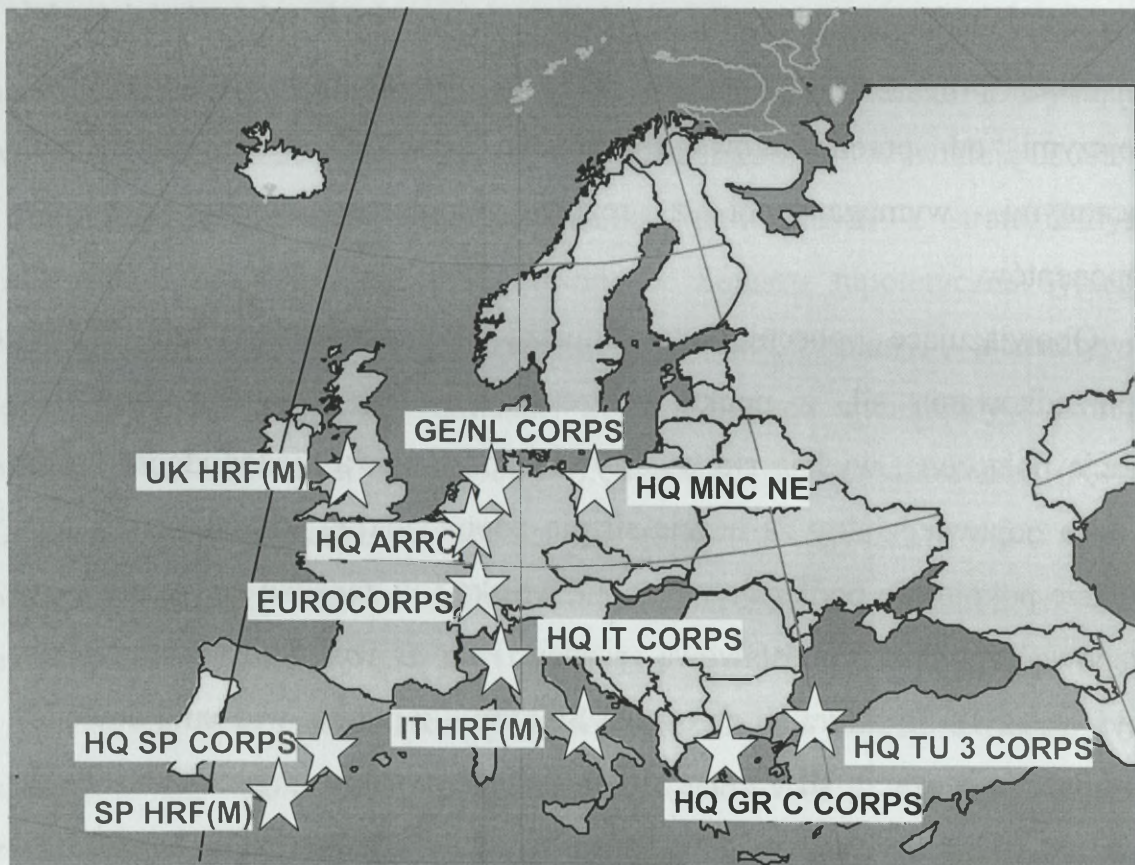 GE/NL CORPS
UK HRF(M)
HQ MNC NE
HQ ARRC
EUROCORPS
HQ IT CORPS
IT HRF(M)
HQ SP CORPS
HQ TU 3 CORPS
SP HRF(M)
HQ GR C CORPS